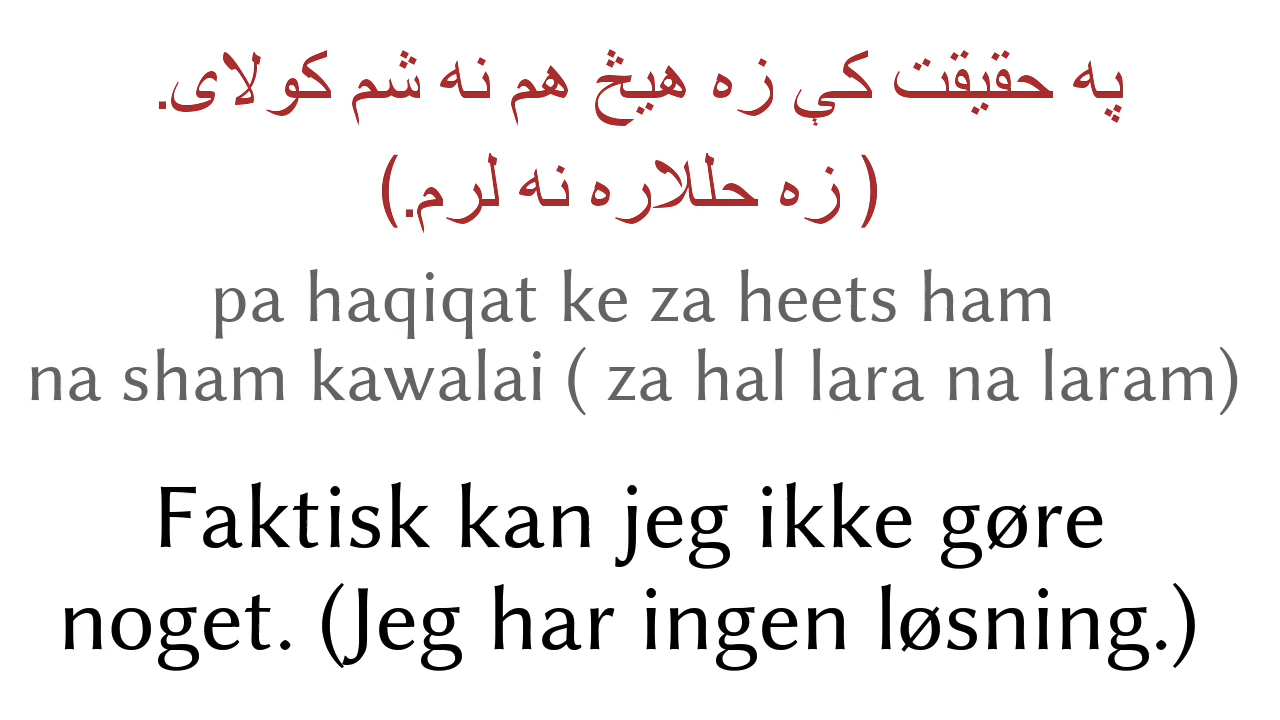 په حقیقت کې زه هیڅ هم نه شم کولای.
( زه حللاره نه لرم.)
pa haqiqat ke za heets ham
na sham kawalai ( za hal lara na laram)
Faktisk kan jeg ikke gøre
noget. (Jeg har ingen løsning.)